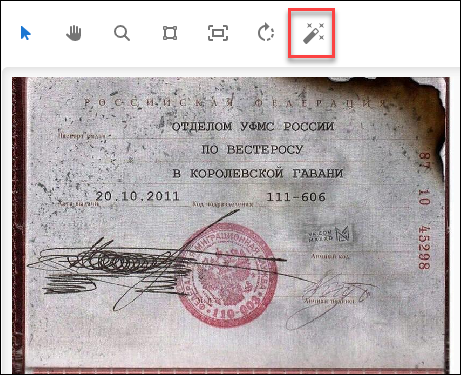 РОССИЙСКАЯ ФЕДЕРАЦИЯ
Паспорт выдан
ОТДЕЛОМ УФМС РОССИИ
ПО ВЕСТЕРОСУ
В КОРОЛЕВСКОЙ ГАВАНИ
Дата выдачи 20.10.2011 Код подразделения 111-606
Личный код
Личная подпись
87 10 45298